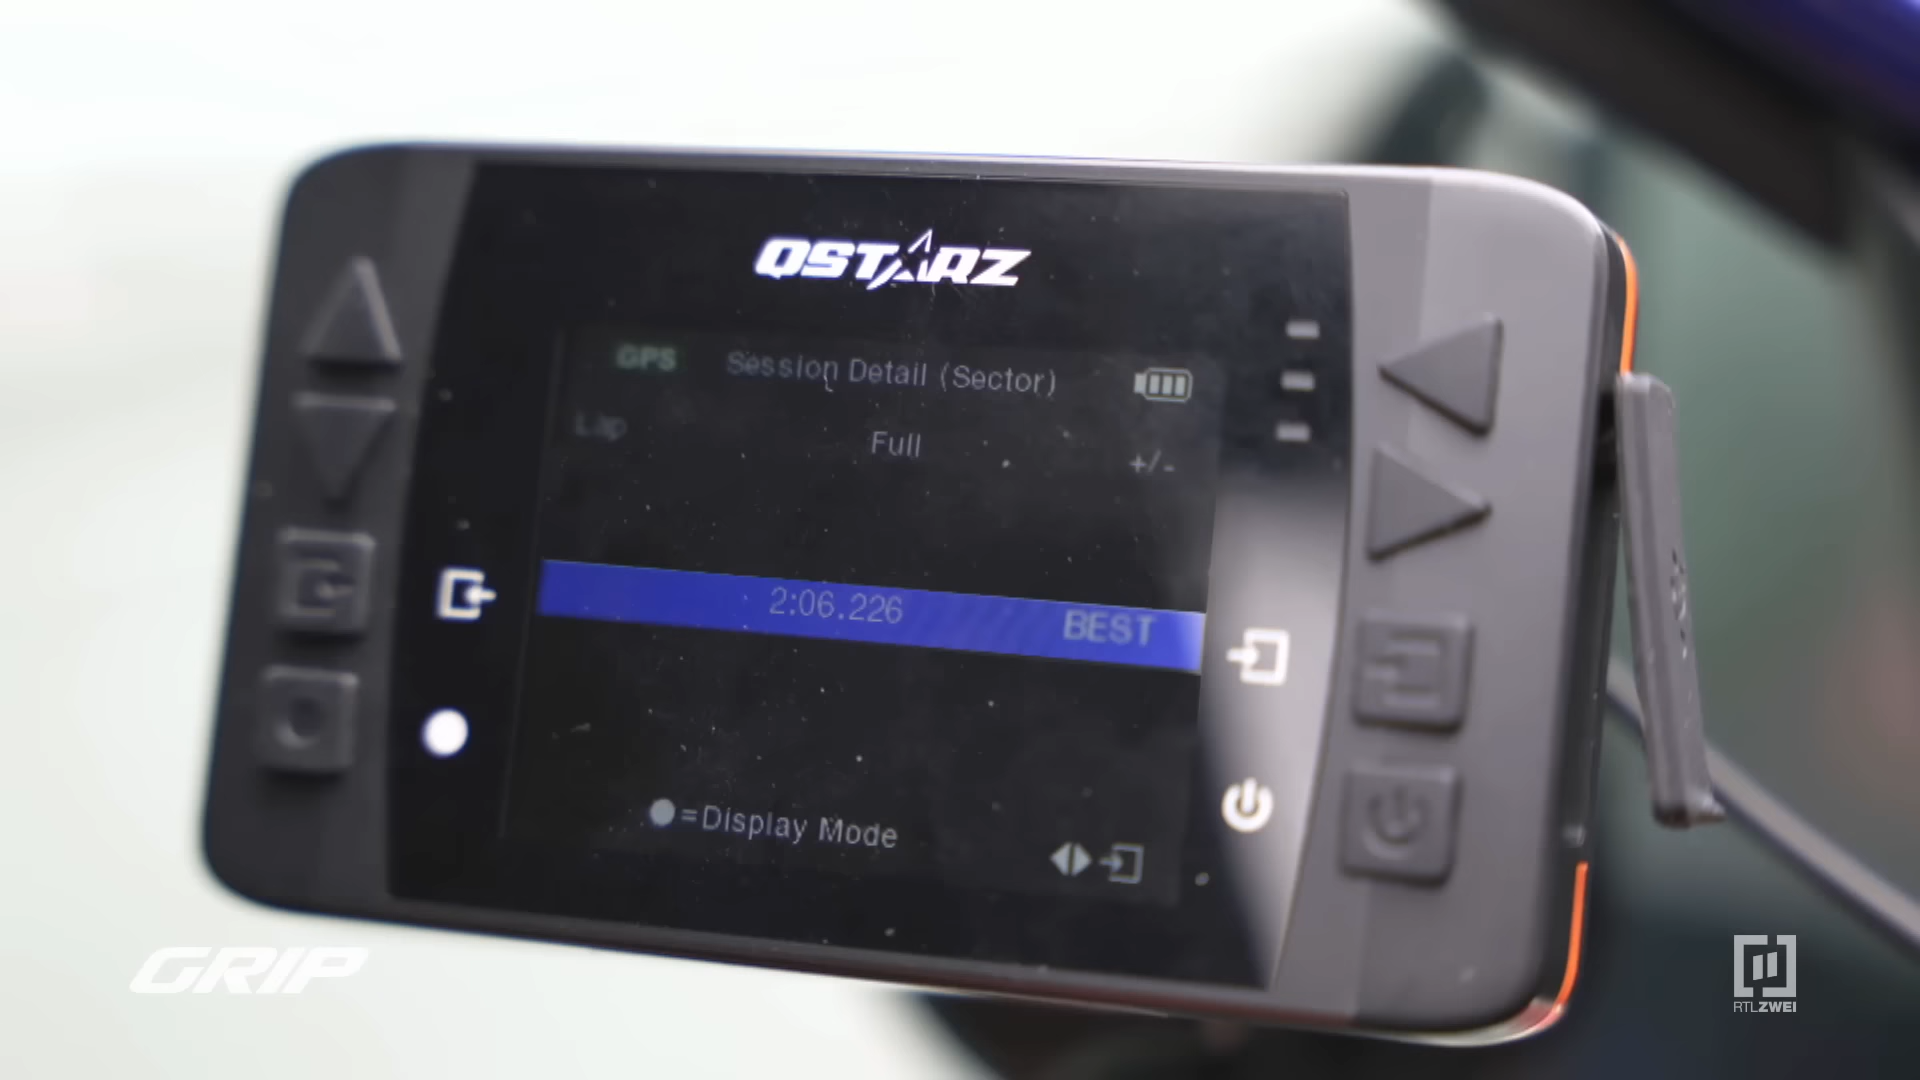 QSTARZ
GPS Session Detail (Sector)
Lap Full +/-
2:06.226 BEST
=Display Mode
GRIP
RTLZWEI